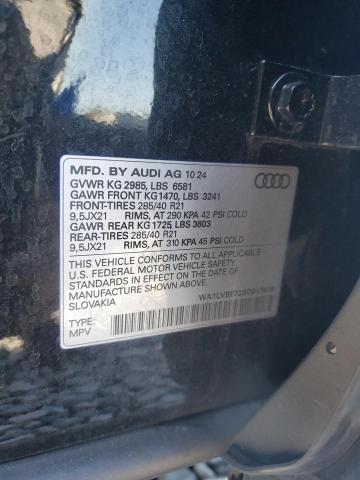 MFD. BY AUDI AG 10 24
GVWR KG 2985, LBS 6581
GAWR FRONT KG1470, LBS 3241
FRONT-TIRES 285/40 R21
9,5JX21 RIMS, AT 290 KPA 42 PSI COLD
GAWR REAR KG1725, LBS 3803
REAR-TIRES 285/40 R21
9,5JX21 RIMS, AT 310 KPA 45 PSI COLD
THIS VEHICLE CONFORMS TO ALL APPLICABLE
U.S. FEDERAL MOTOR VEHICLE SAFETY
STANDARDS IN EFFECT ON THE DATE OF
MANUFACTURE SHOWN ABOVE.
SLOVAKIA
TYPE:
MPV